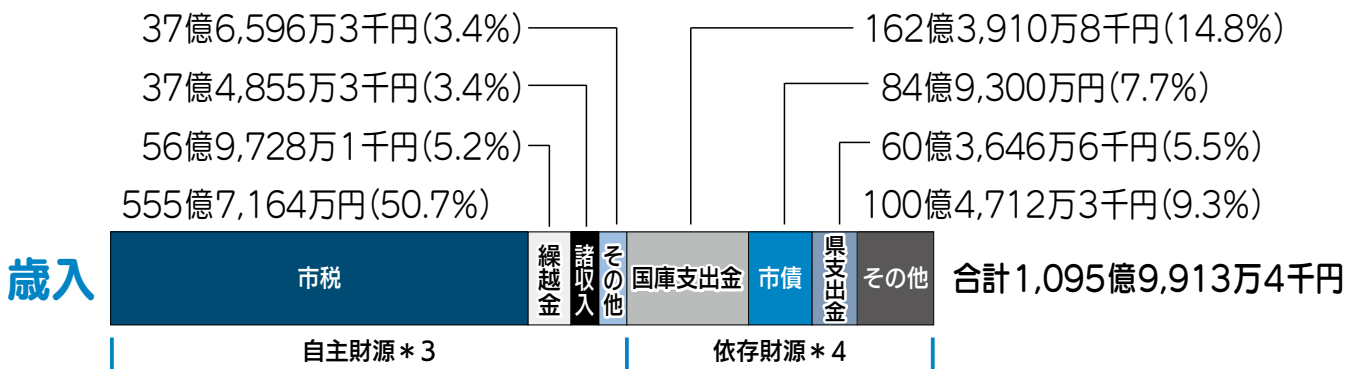 37億6,596万3千円(3.4%)
37億4,855万3千円(3.4%)
56億9,728万1千円(5.2%)
555億7,164万円(50.7%)
162億3,910万8千円(14.8%)
84億9,300万円(7.7%)
60億3,646万6千円(5.5%)
100億4,712万3千円(9.3%)
歳入
市税
繰越金
諸収入
その他
国庫支出金
市債
県支出金
その他
合計1,095億9,913万4千円
自主財源*3
依存財源*4